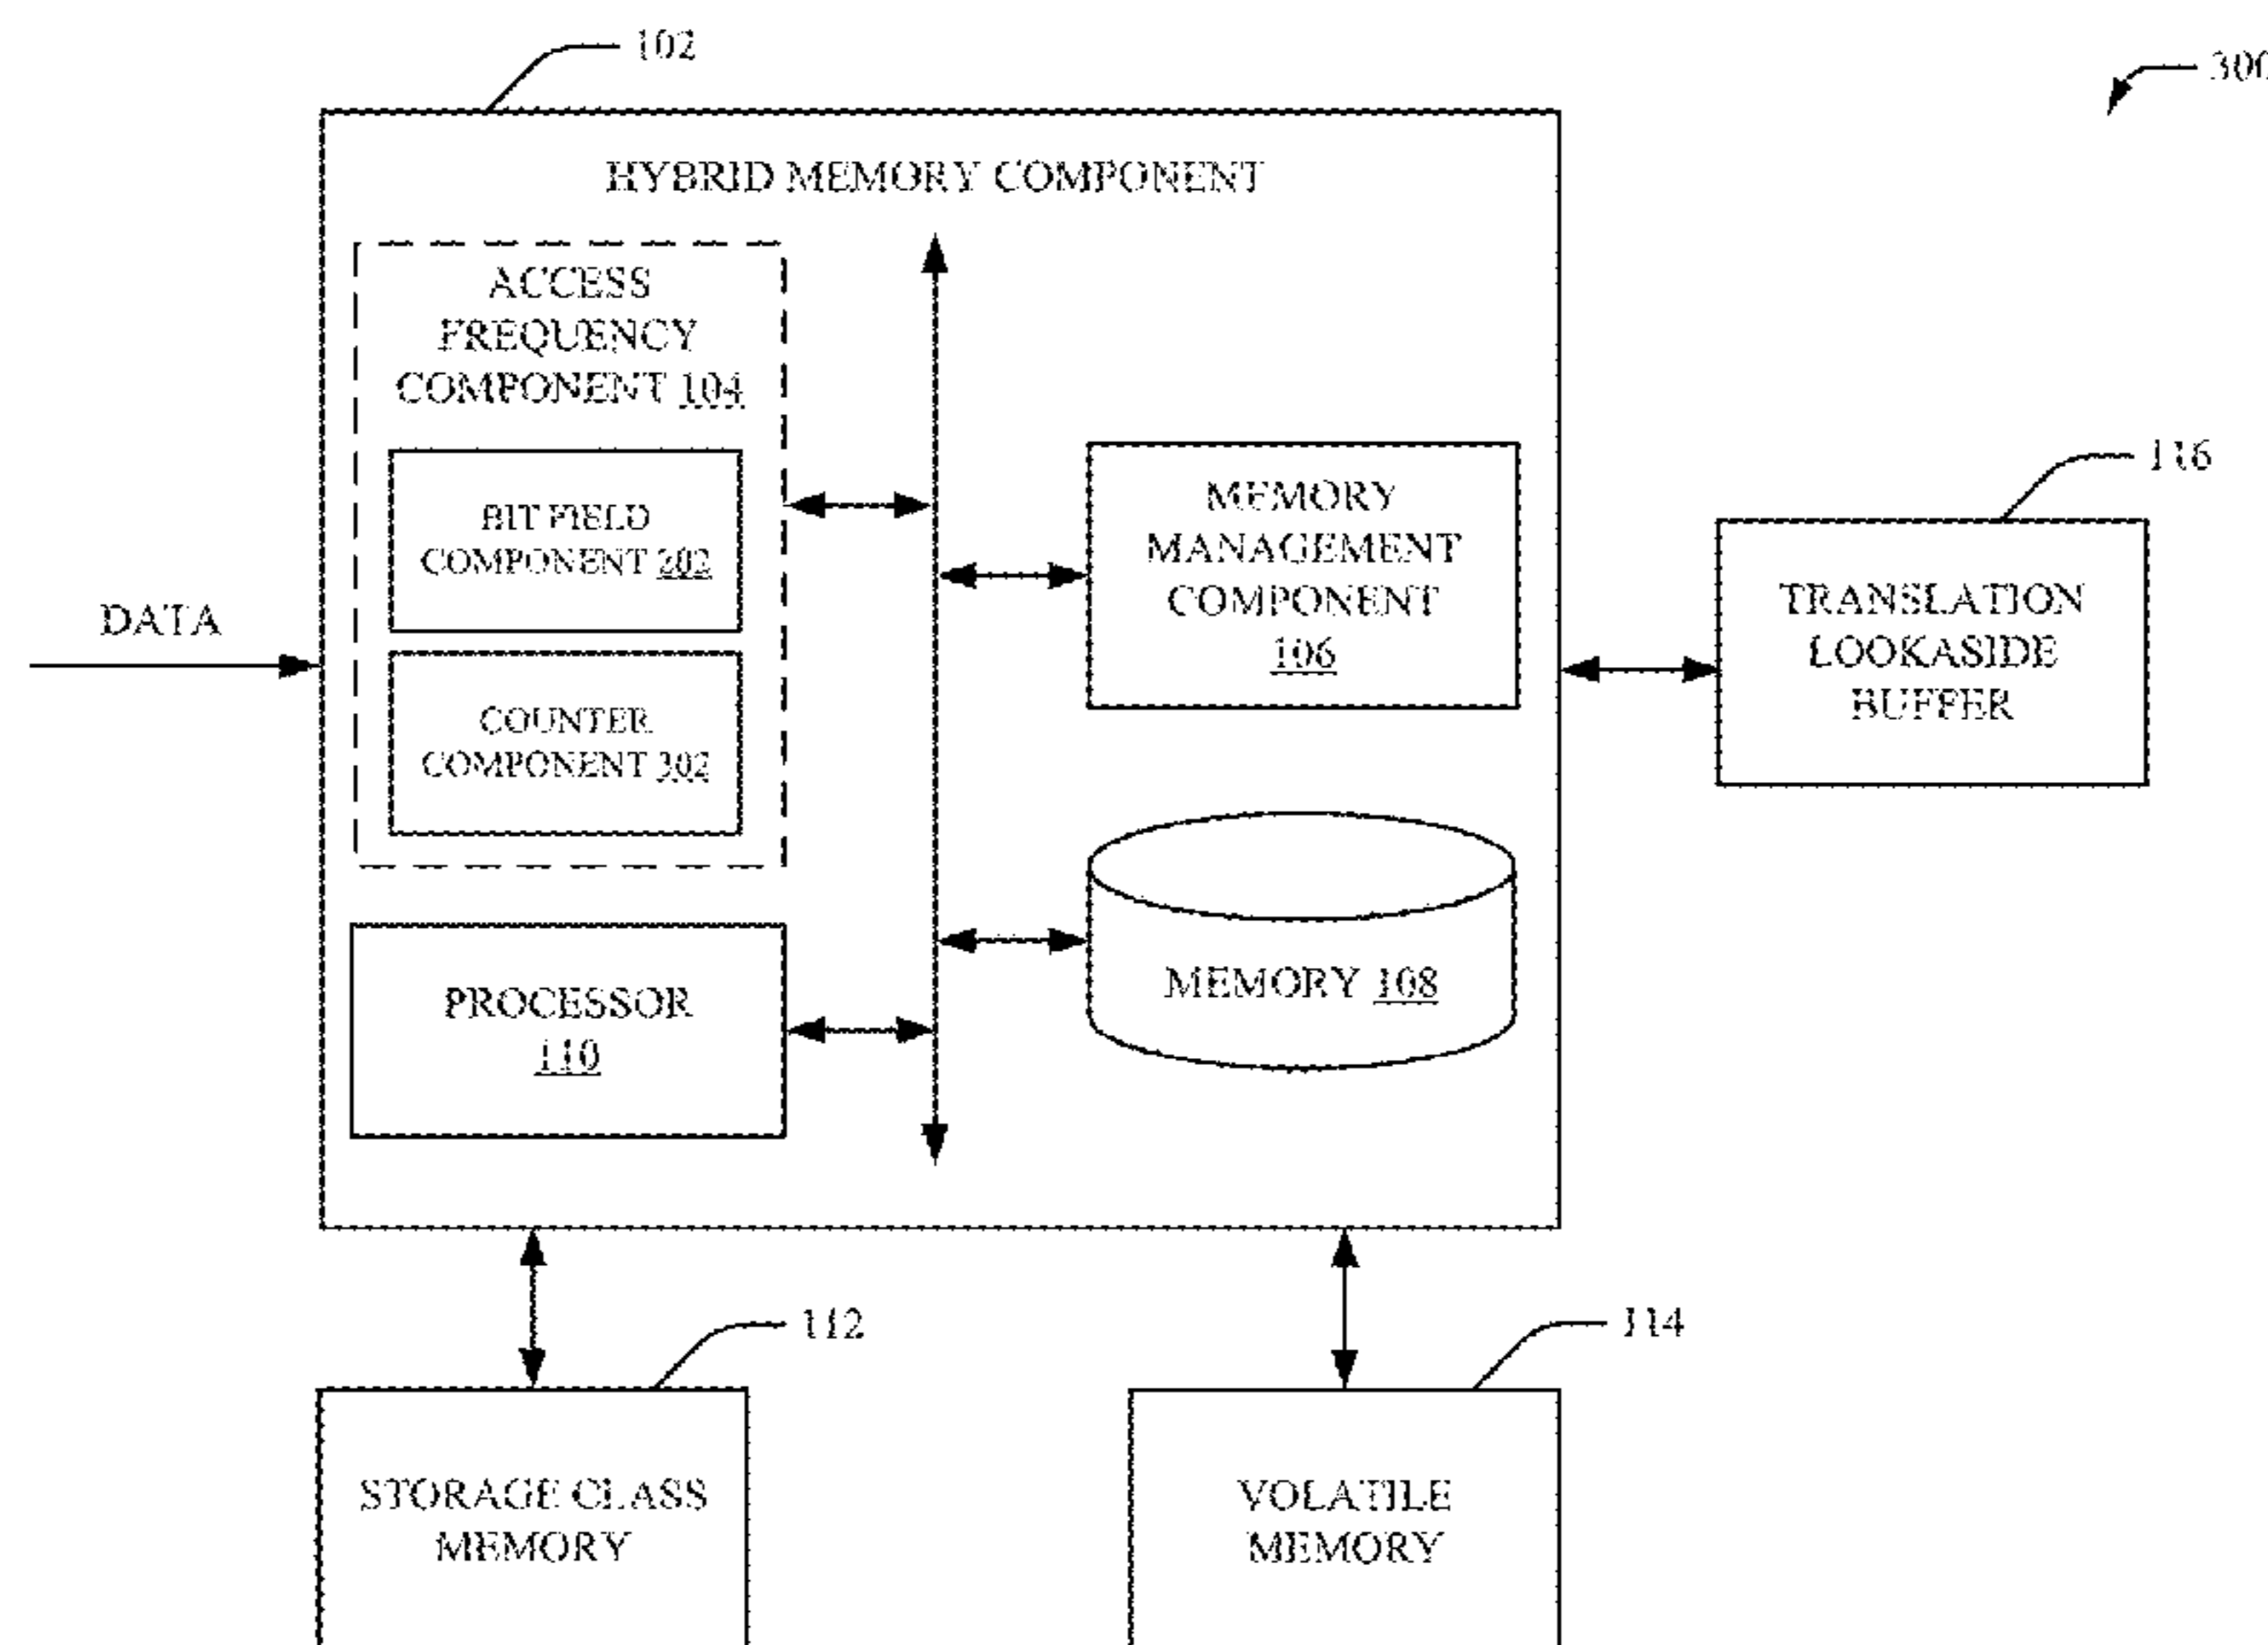 102
300
HYBRID MEMORY COMPONENT
ACCESS
FREQUENCY
COMPONENT 104
BIT FIELD
COMPONENT 202
COUNTER
COMPONENT 302
DATA
MEMORY
MANAGEMENT
COMPONENT
106
116
TRANSLATION
LOOKASIDE
BUFFER
PROCESSOR
110
MEMORY 108
112
114
STORAGE CLASS
MEMORY
VOLATILE
MEMORY